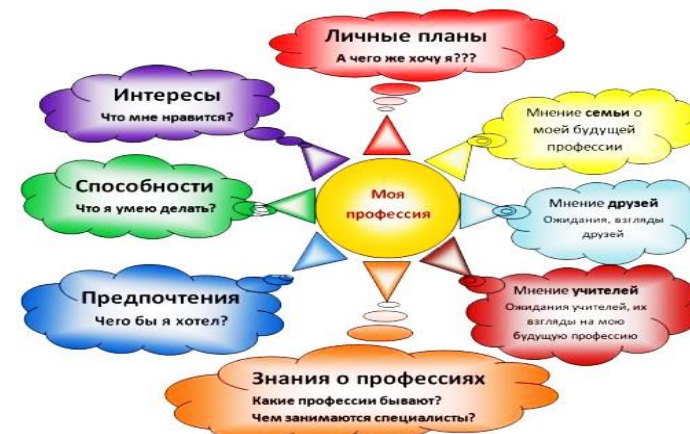 Личные планы
А чего же хочу я???
Интересы
Что мне нравится?
Мнение семьи о
моей будущей
профессии
Способности
Что я умею делать?
Моя
профессия
Мнение друзей
Ожидания, взгляды
друзей
Предпочтения
Чего бы я хотел?
Мнение учителей
Ожидания учителей, их
взгляды на мою
будущую профессию
Знания о профессиях
Какие профессии бывают?
Чем занимаются специалисты?